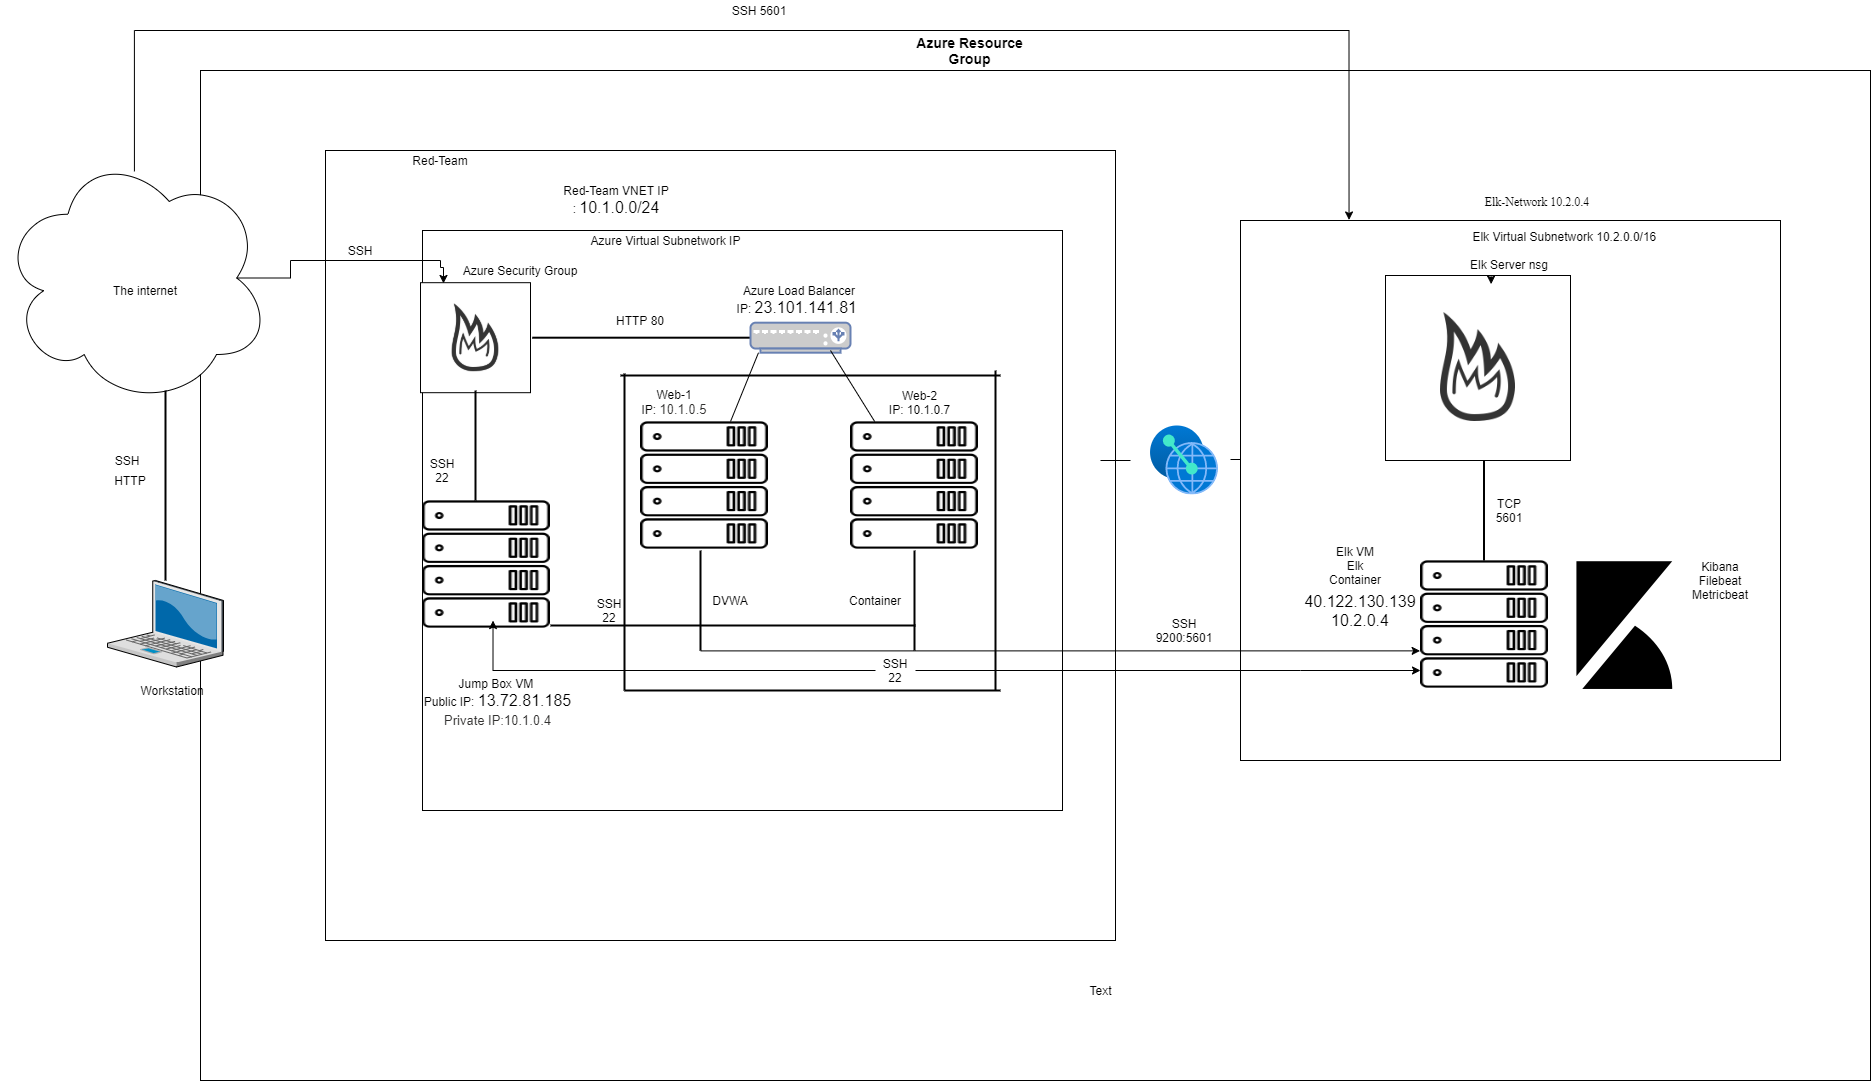 SSH 5601
Azure Resource
Group
Red-Team
Red-Team VNET IP
: 10.1.0.0/24
Elk-Network 10.2.0.4
Azure Virtual Subnetwork IP
Elk Virtual Subnetwork 10.2.0.0/16
SSH
Azure Security Group
Elk Server nsg
The internet
Azure Load Balancer
IP: 23.101.141.81
HTTP 80
Web-1
IP: 10.1.0.5
Web-2
IP: 10.1.0.7
SSH
HTTP
SSH
22
TCP
5601
Elk VM
Elk
Container
40.122.130.139
10.2.0.4
Kibana
Filebeat
Metricbeat
SSH
22
DVWA
Container
SSH
9200:5601
SSH
22
Workstation
Jump Box VM
Public IP: 13.72.81.185
Private IP:10.1.0.4
Text